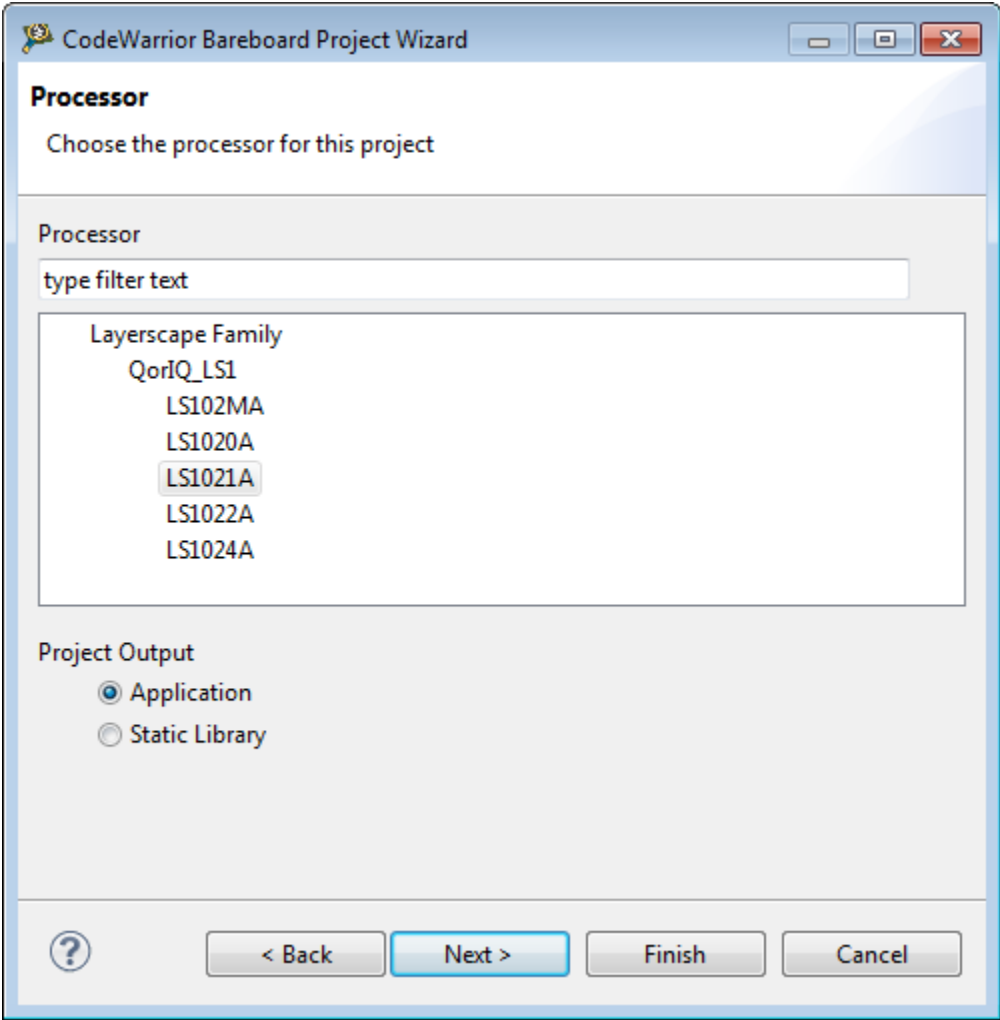 CodeWarrior Bareboard Project Wizard
Processor
Choose the processor for this project
Processor
type filter text
Layerscape Family
QorIQ_LS1
LS102MA
LS1020A
LS1021A
LS1022A
LS1024A
Project Output
Application
Static Library
? < Back Next > Finish Cancel